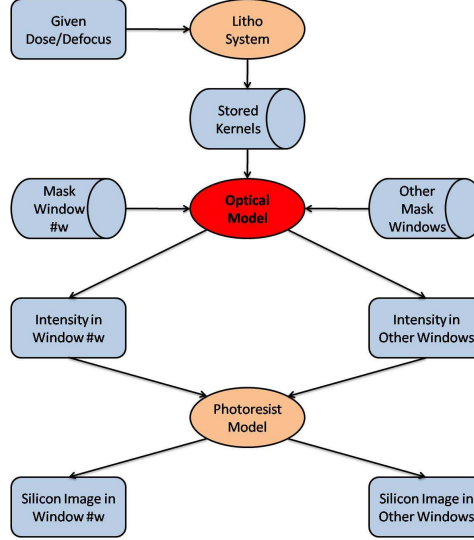 Given
Dose/Defocus
Litho
System
Stored
Kernels
Mask
Window
#w
Optical
Model
Other
Mask
Windows
Intensity in
Window #w
Intensity in
Other Windows
Photoresist
Model
Silicon Image in
Window #w
Silicon Image in
Other Windows